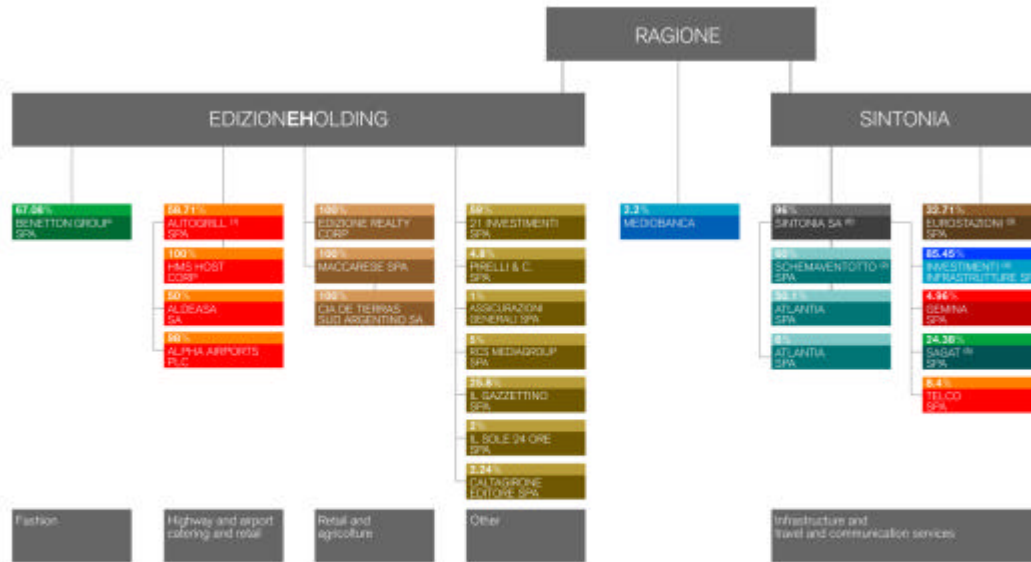 RAGIONE
EDIZIONEHOLDING
SINTONIA
67.08%
BENETTON GROUP
SPA
58.71%
AUTOGRILL
SPA
100%
HMS HOST
CORP
50%
ALDEASA
SA
98%
ALPHA AIRPORTS
PLC
100%
EDIZIONE REALTY
CORP
100%
MACCARESE SPA
100%
CIA DE TIERRAS
SUD ARGENTINO SA
59%
21 INVESTIMENTI
SPA
4.8%
PIRELLI & C.
SPA
1%
ASSICURAZIONI
GENERALI SPA
5%
RCS MEDIAGROUP
SPA
IL GAZZETTINO
SPA
2%
IL SOLE 24 ORE
SPA
2.24%
CALTAGIRONE
EDITORE SPA
2.2%
MEDIOBANCA
96%
SINTONIA SA
SCHEMAVENTOTTO
SPA
30.1%
ATLANTIA
SPA
ATLANTIA
SPA
32.71%
EUROSTAZIONI
SPA
85.45%
INVESTIMENTI
INFRASTRUTTURE SP
4.96%
GEMINA
SPA
24.38%
SAGAT
SPA
8.4%
TELCO
SPA
Fashion
Highway and airport
catering and retail
Retail and
agricolture
Other
Infrastructure and
travel and communication services